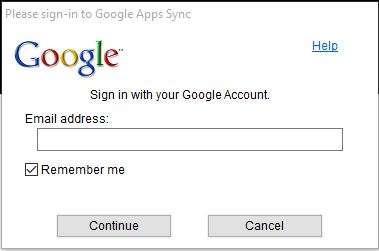 Please sign-in to Google Apps Sync
Google™
Help
Sign in with your Google Account.
Email address:
Remember me
Continue
Cancel